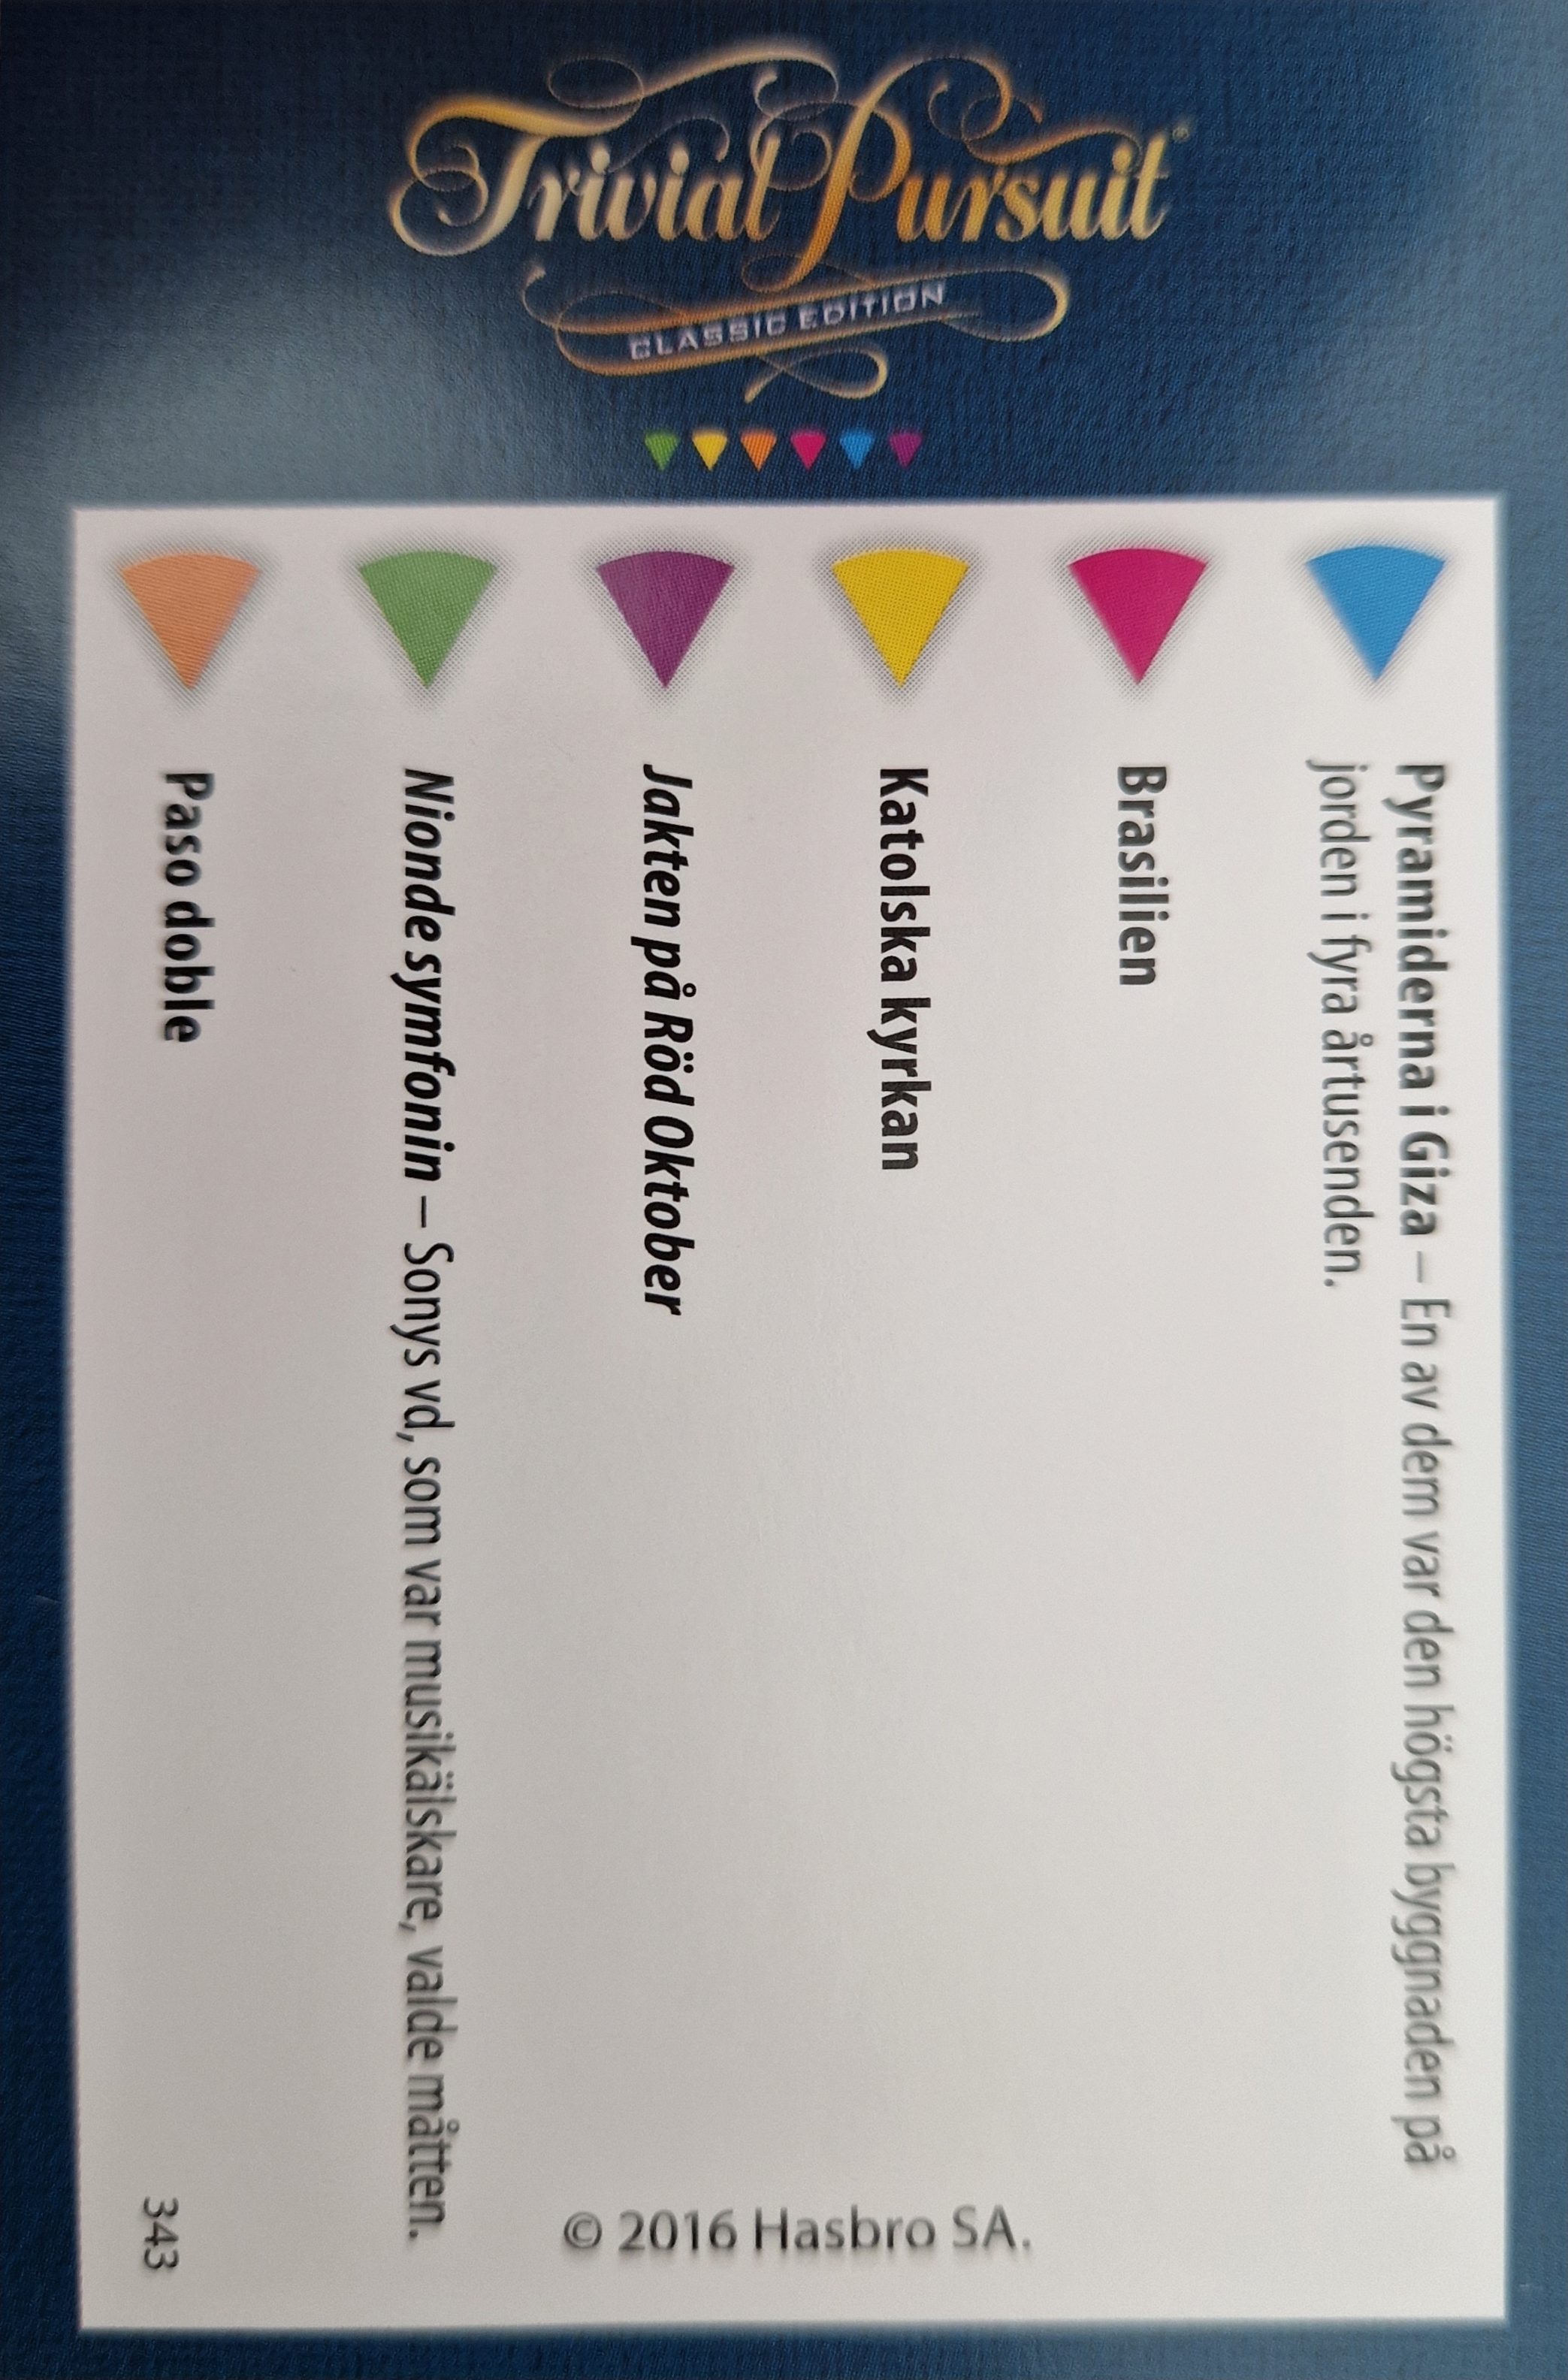 Trivial Pursuit®
CLASSIC EDITION
Pyramiderna i Giza – En av dem var den högsta byggnaden på
jorden i fyra årtusenden.
Brasilien
Katolska kyrkan
Jakten på Röd Oktober
Nionde symfonin – Sonys vd, som var musikälskare, valde måtten.
Paso doble
© 2016 Hasbro SA.
343